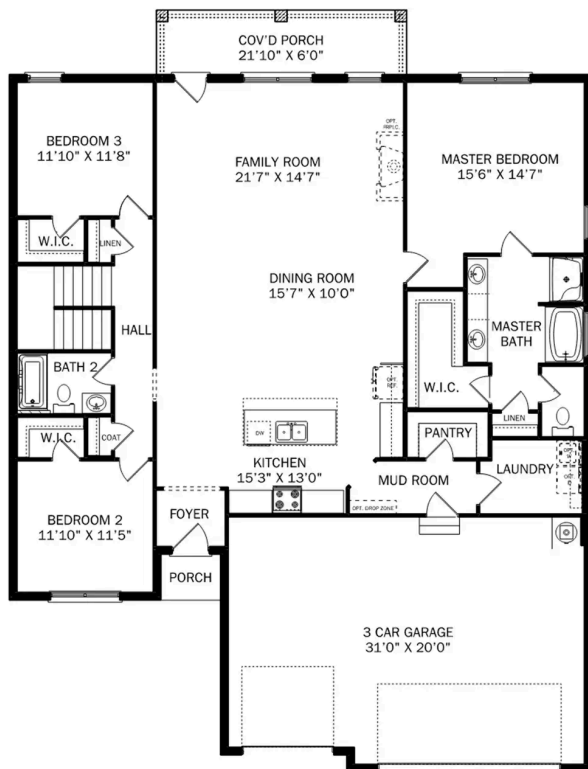 COV'D PORCH
21'10" X 6'0"
BEDROOM 3
11'10" X 11'8"
FAMILY ROOM
21'7" X 14'7"
OPT.
FRPLC.
MASTER BEDROOM
15'6" X 14'7"
W.I.C.
LINEN
DINING ROOM
15'7" X 10'0"
HALL
MASTER
BATH
BATH 2
W.I.C.
W.I.C.
COAT
LINEN
DW
PANTRY
KITCHEN
15'3" X 13'0"
MUD ROOM
LAUNDRY
OPT. DROP ZONE
BEDROOM 2
11'10" X 11'5"
FOYER
PORCH
3 CAR GARAGE
31'0" X 20'0"